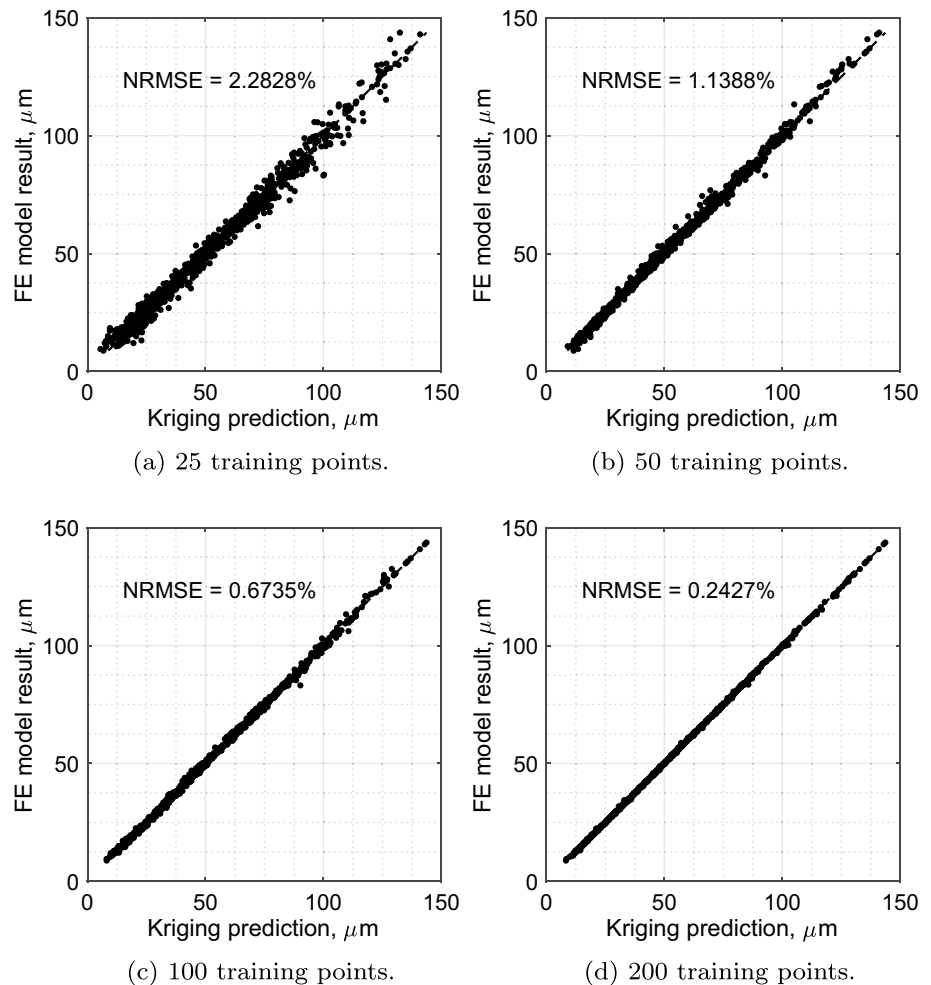 150
NRMSE = 2.2828%
100
FE model result, μm
50
0
0 50 100 150
Kriging prediction, μm
(a) 25 training points.
150
NRMSE = 1.1388%
100
FE model result, μm
50
0
0 50 100 150
Kriging prediction, μm
(b) 50 training points.
150
NRMSE = 0.6735%
100
FE model result, μm
50
0
0 50 100 150
Kriging prediction, μm
(c) 100 training points.
150
NRMSE = 0.2427%
100
FE model result, μm
50
0
0 50 100 150
Kriging prediction, μm
(d) 200 training points.